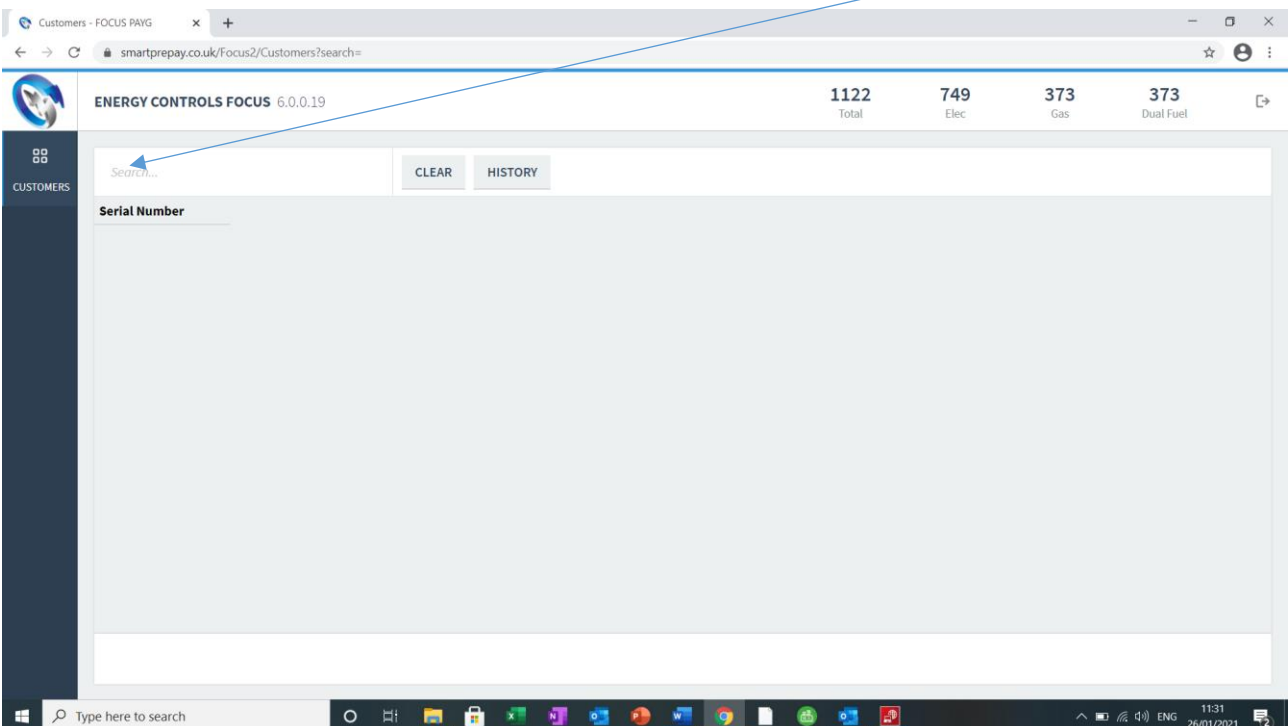 Customers - FOCUS PAYG
smartprepay.co.uk/Focus2/Customers?search=
ENERGY CONTROLS FOCUS 6.0.0.19
1122 749 373 373
Total Elec Gas Dual Fuel
CUSTOMERS
Search...
CLEAR HISTORY
Serial Number
Type here to search
ENG
11:31
26/01/2021